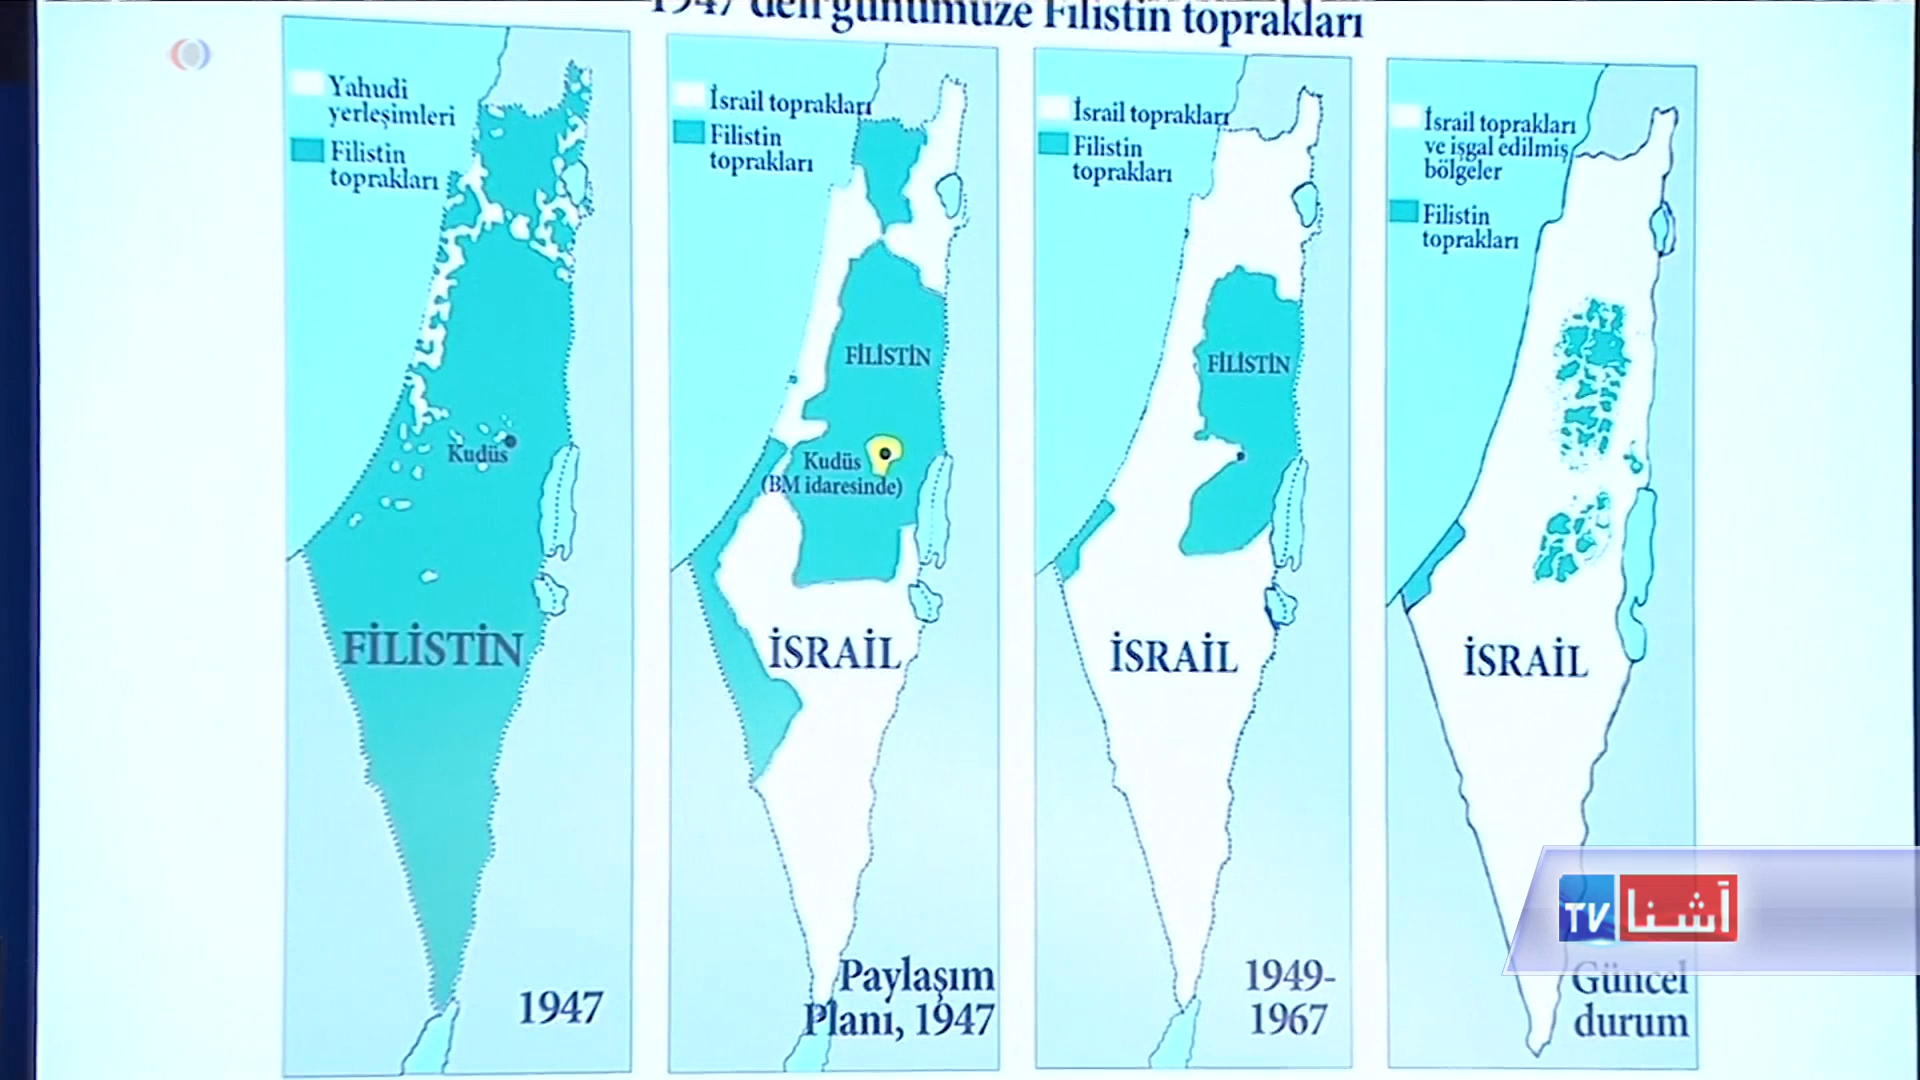 1947'den günümüze Filistin toprakları
Yahudi
yerleşimleri
Filistin
toprakları
Kudüs
FİLİSTİN
1947
İsrail toprakları
Filistin
toprakları
FİLİSTİN
Kudüs
(BM idaresinde)
İSRAİL
Paylaşım
Planı, 1947
İsrail toprakları
Filistin
toprakları
FİLİSTİN
İSRAİL
1949-
1967
İsrail toprakları
ve işgal edilmiş
bölgeler
Filistin
toprakları
İSRAİL
Güncel
durum
TV آشنا